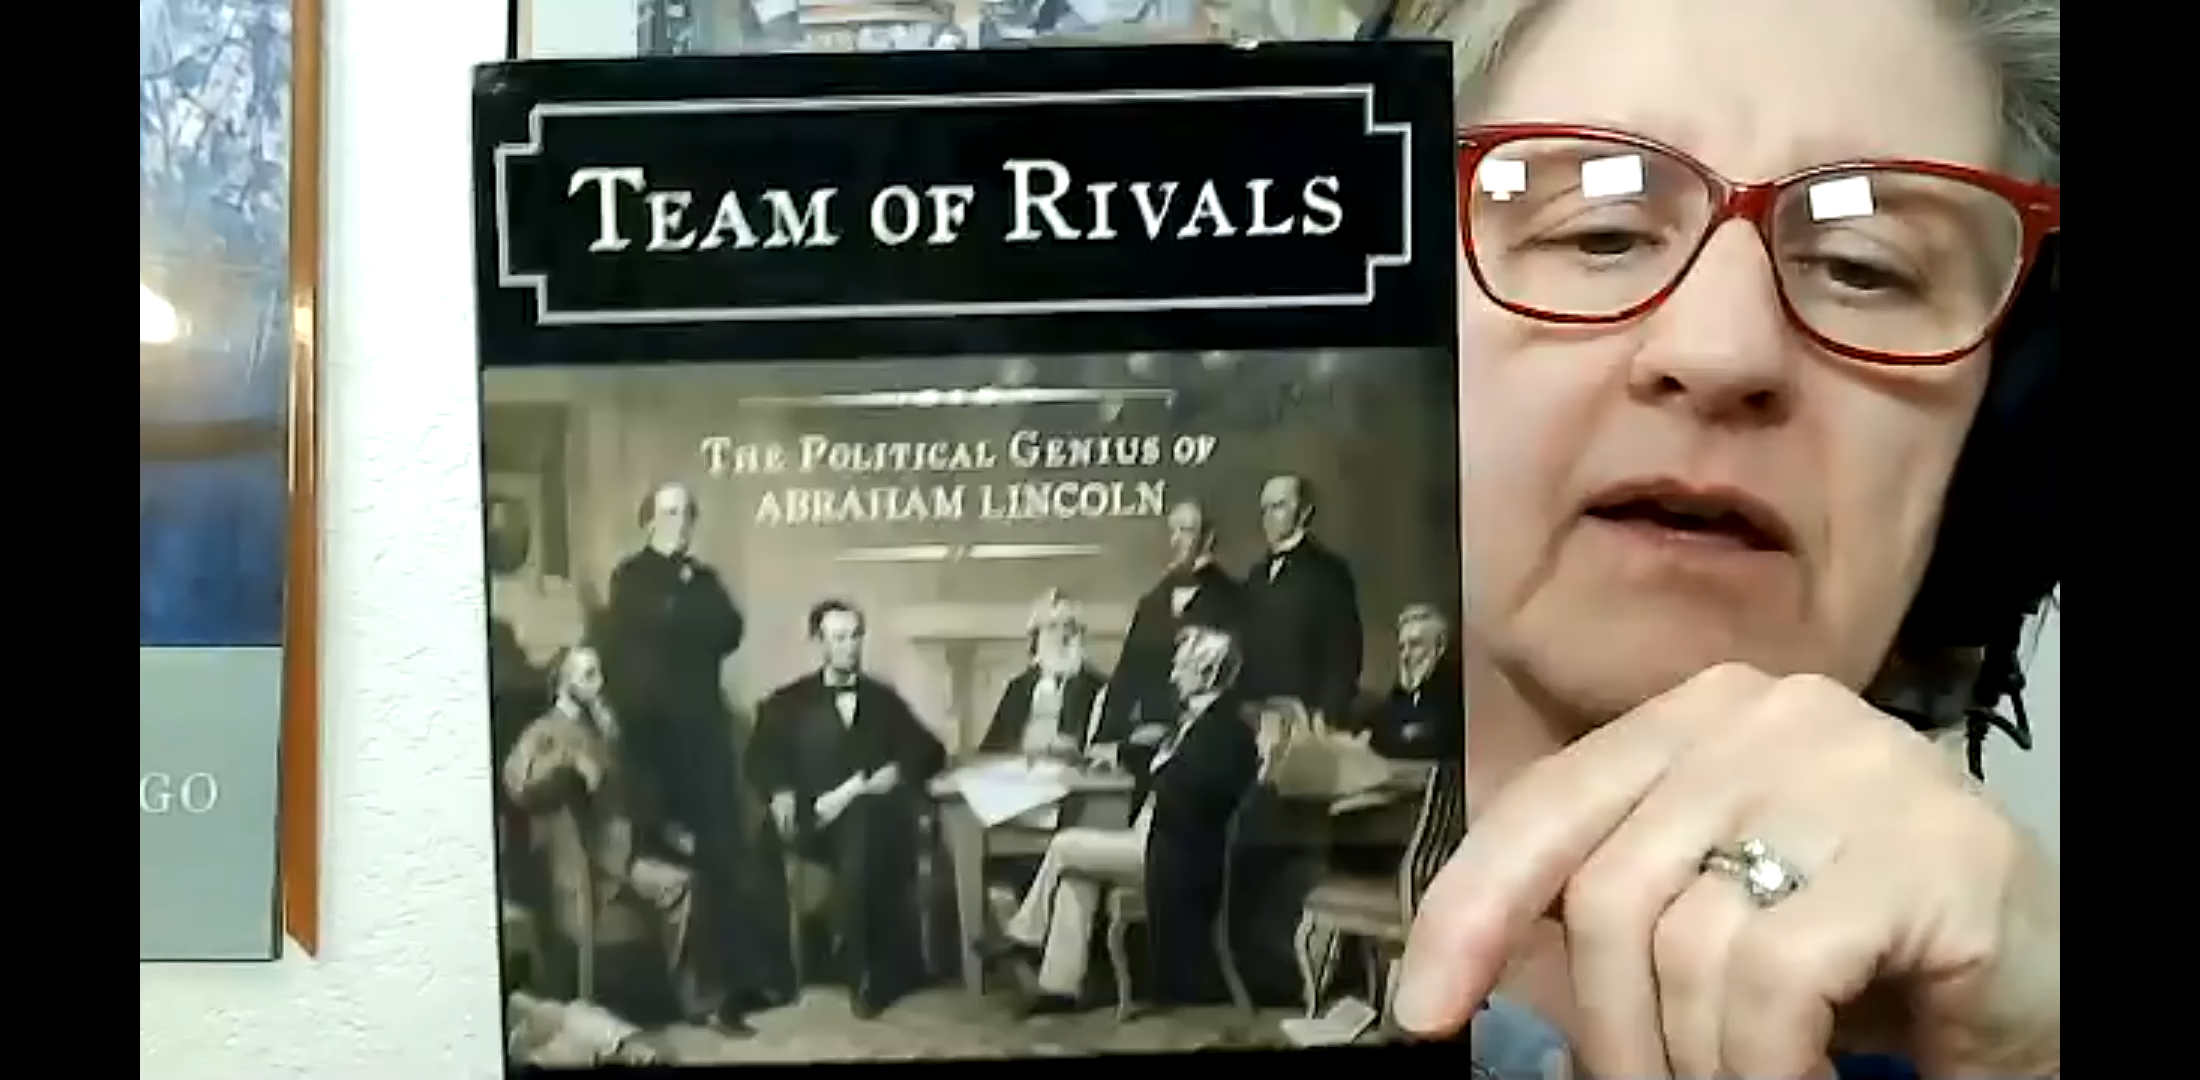 TEAM OF RIVALS
THE POLITICAL GENIUS OF
ABRAHAM LINCOLN
GO